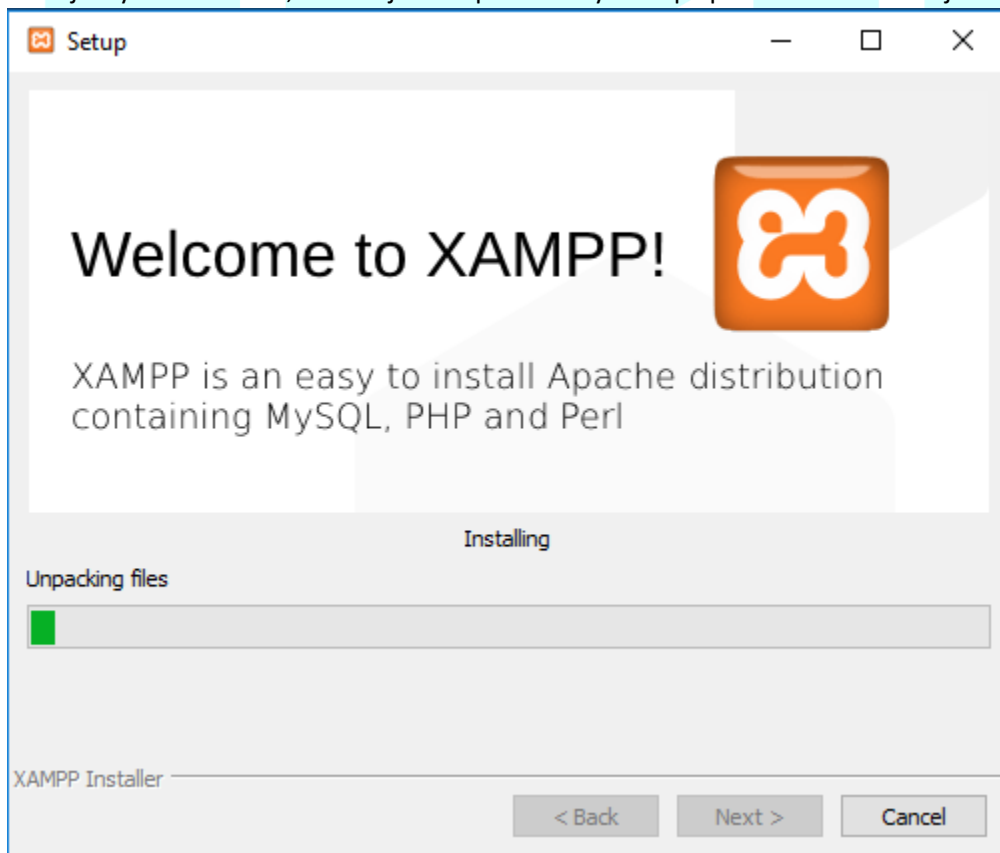 Setup
Welcome to XAMPP!
XAMPP is an easy to install Apache distribution
containing MySQL, PHP and Perl
Installing
Unpacking files
XAMPP Installer
< Back Next > Cancel